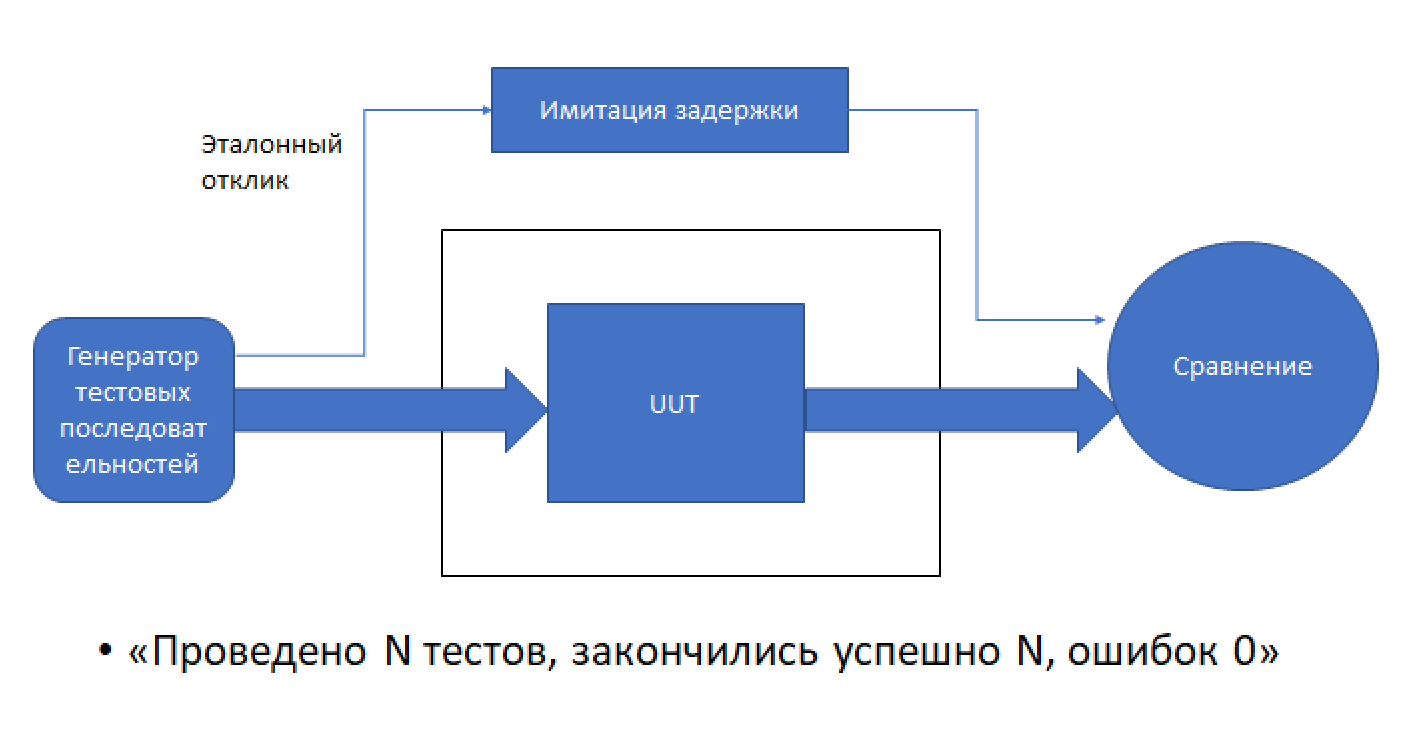 Имитация задержки
Эталонный
отклик
Генератор
тестовых
последоват
ельностей
UUT
Сравнение
• «Проведено N тестов, закончились успешно N, ошибок 0»